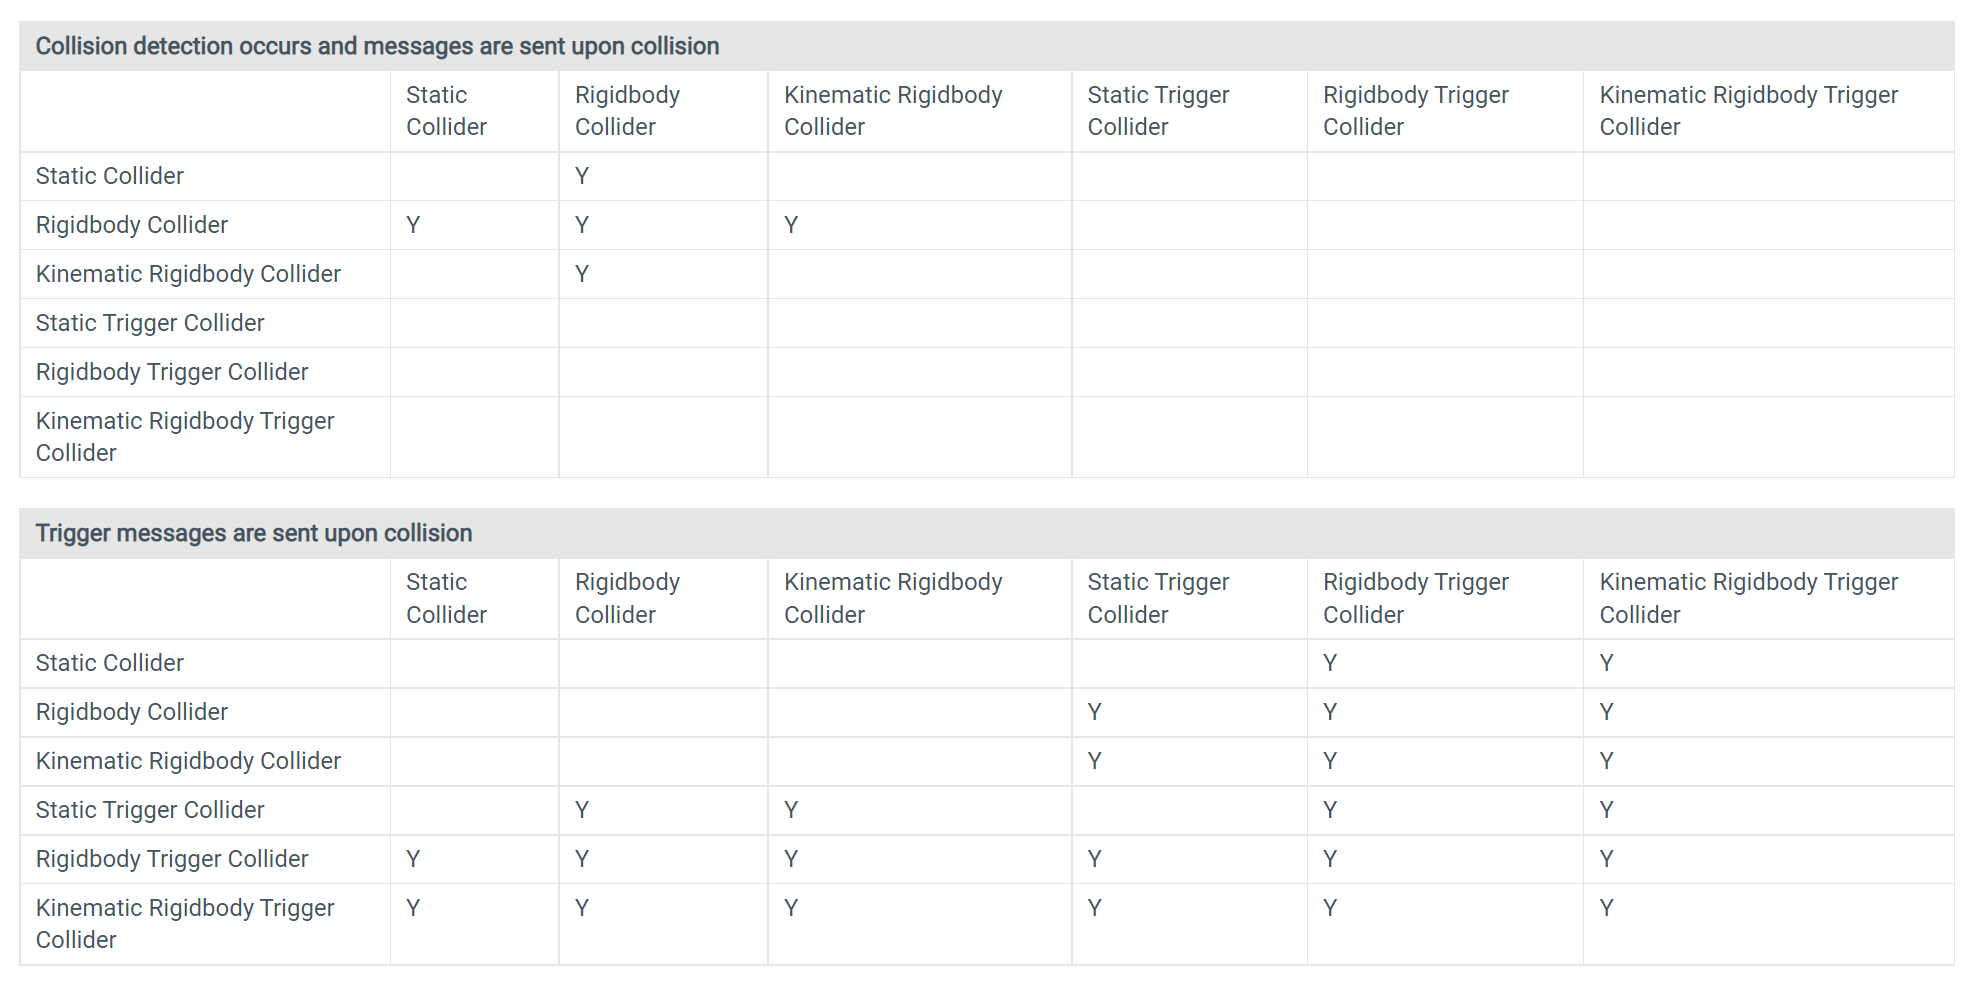 Collision detection occurs and messages are sent upon collision
Static Collider Rigidbody Collider Kinematic Rigidbody Collider Static Trigger Collider Rigidbody Trigger Collider Kinematic Rigidbody Trigger Collider
Static Collider Y
Rigidbody Collider Y Y Y
Kinematic Rigidbody Collider Y
Static Trigger Collider
Rigidbody Trigger Collider
Kinematic Rigidbody Trigger
Collider
Trigger messages are sent upon collision
Static Collider Rigidbody Collider Kinematic Rigidbody Collider Static Trigger Collider Rigidbody Trigger Collider Kinematic Rigidbody Trigger Collider
Static Collider Y Y
Rigidbody Collider Y Y Y
Kinematic Rigidbody Collider Y Y Y
Static Trigger Collider Y Y Y Y
Rigidbody Trigger Collider Y Y Y Y Y Y
Kinematic Rigidbody Trigger Collider Y Y Y Y Y Y